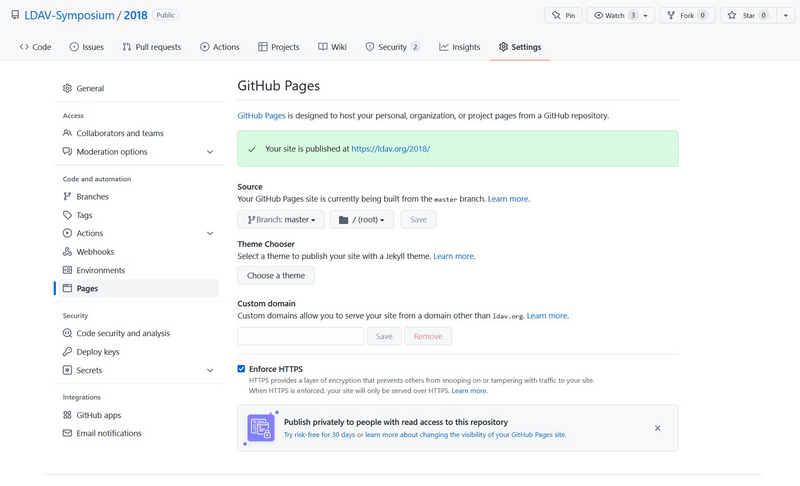 LDAV-Symposium / 2018 Public
Pin
Watch 3
Fork 0
Star 0
Code
Issues
Pull requests
Actions
Projects
Wiki
Security 2
Insights
Settings
General
Access
Collaborators and teams
Moderation options
Code and automation
Branches
Tags
Actions
Webhooks
Environments
Pages
Security
Code security and analysis
Deploy keys
Secrets
Integrations
GitHub apps
Email notifications
GitHub Pages
GitHub Pages is designed to host your personal, organization, or project pages from a GitHub repository.
Your site is published at https://ldav.org/2018/
Source
Your GitHub Pages site is currently being built from the master branch. Learn more.
Branch: master
/ (root)
Save
Theme Chooser
Select a theme to publish your site with a Jekyll theme. Learn more.
Choose a theme
Custom domain
Custom domains allow you to serve your site from a domain other than ldav.org. Learn more.
Save
Remove
Enforce HTTPS
HTTPS provides a layer of encryption that prevents others from snooping on or tampering with traffic to your site.
When HTTPS is enforced, your site will only be served over HTTPS. Learn more.
Publish privately to people with read access to this repository
Try risk-free for 30 days or learn more about changing the visibility of your GitHub Pages site.